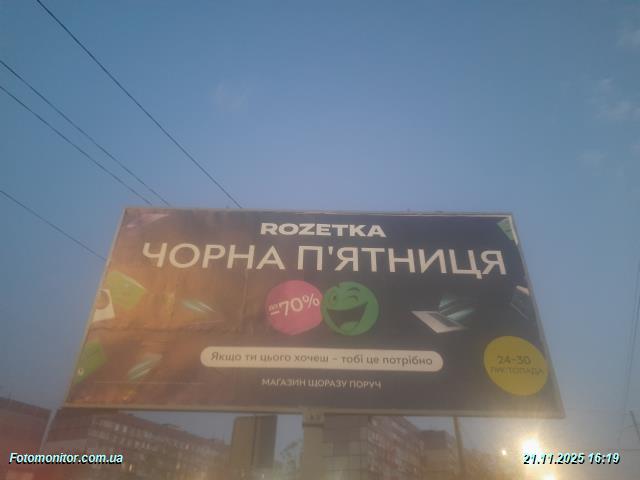 ROZETKA
ЧОРНА П'ЯТНИЦЯ
ДО
-70%
Якщо ти цього хочеш – тобі це потрібно
24-30
ЛИСТОПАДА
МАГАЗИН ЩОРАЗУ ПОРУЧ
Fotomonitor.com.ua
21.11.2025 16:19